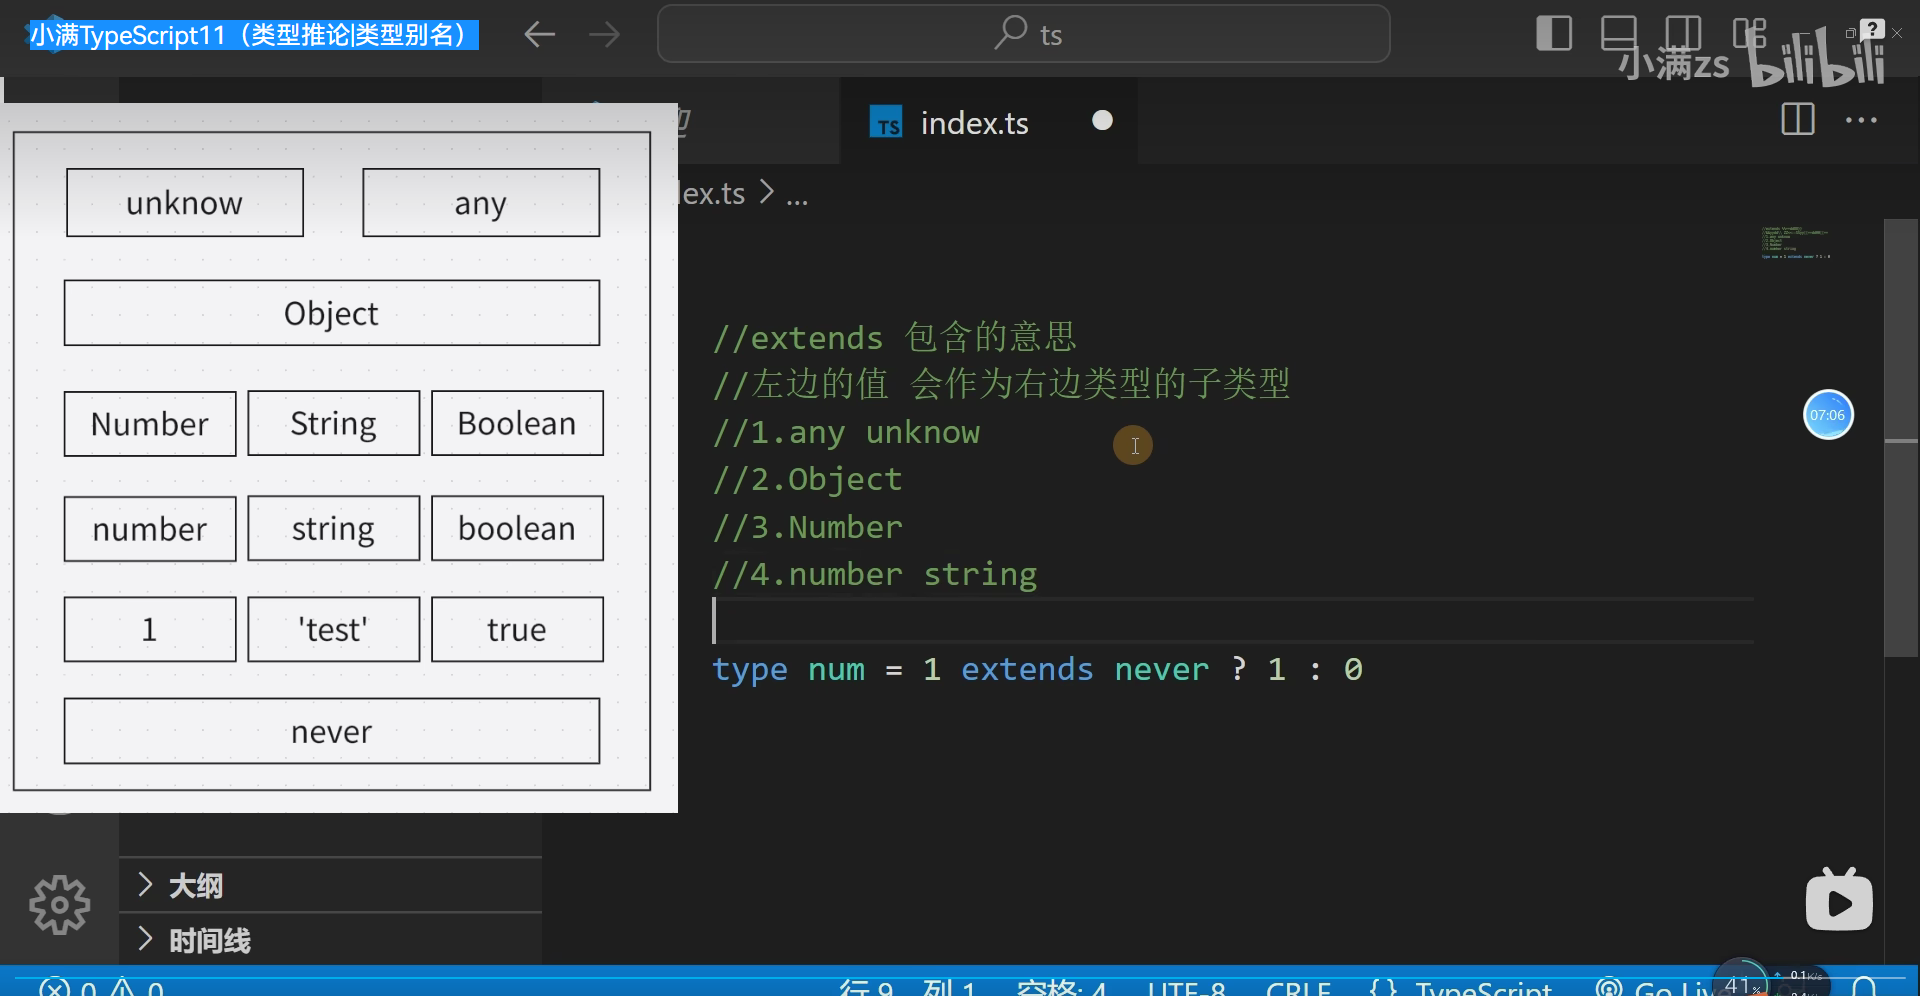 小满TypeScript11（类型推论|类型别名）
ts
小满zs
bilibili
index.ts
dex.ts > ...
unknow
any
Object
Number
String
Boolean
number
string
boolean
1
'test'
true
never
//extends 包含的意思
//左边的值 会作为右边类型的子类型
//1.any unknow
//2.Object
//3.Number
//4.number string
type num = 1 extends never ? 1 : 0
07:06
大纲
时间线
0 0
行 9
列 1
空格: 4
UTF-8
CRLF
{} TypeScript
Go Liv
41%
0.1K/s